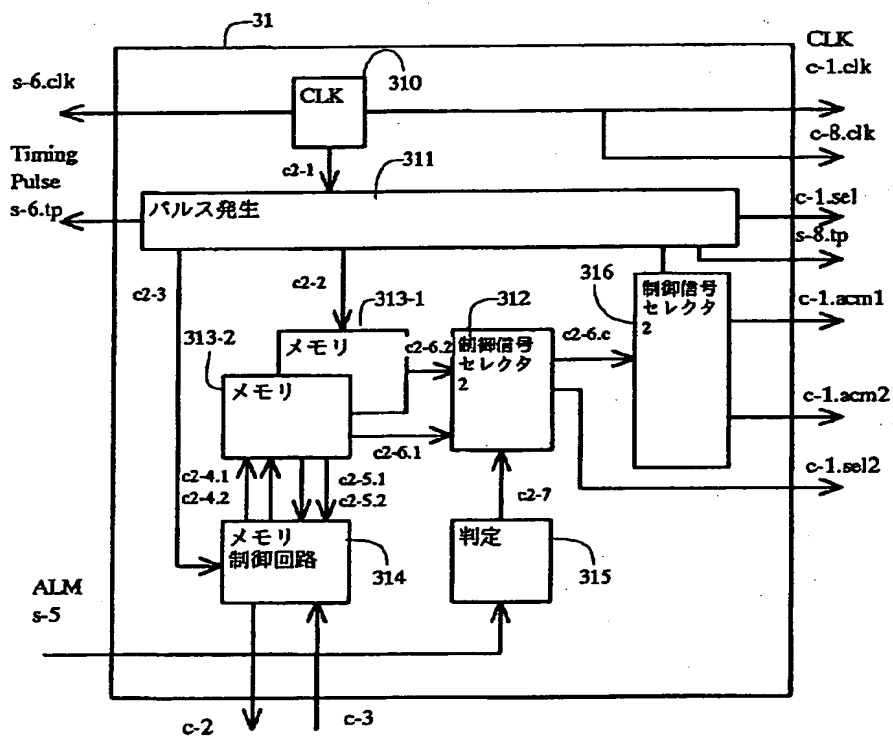 31
CLK
s-6.clk
310
c-1.clk
CLK
c-8.clk
Timing
Pulse
s-6.tp
c2-1
311
パルス発生
c-1.sel
s-8.tp
c2-3
c2-2
313-1
312
316
制御信号
セレクタ
2
c-1.acm1
313-2
メモリ
c2-6.2
制御信号
セレクタ
2
c2-6.c
メモリ
c-1.acm2
c2-6.1
c-1.sel2
c2-4.1
c2-4.2
c2-5.1
c2-5.2
c2-7
メモリ
制御回路
314
判定
315
ALM
s-5
c-2
c-3